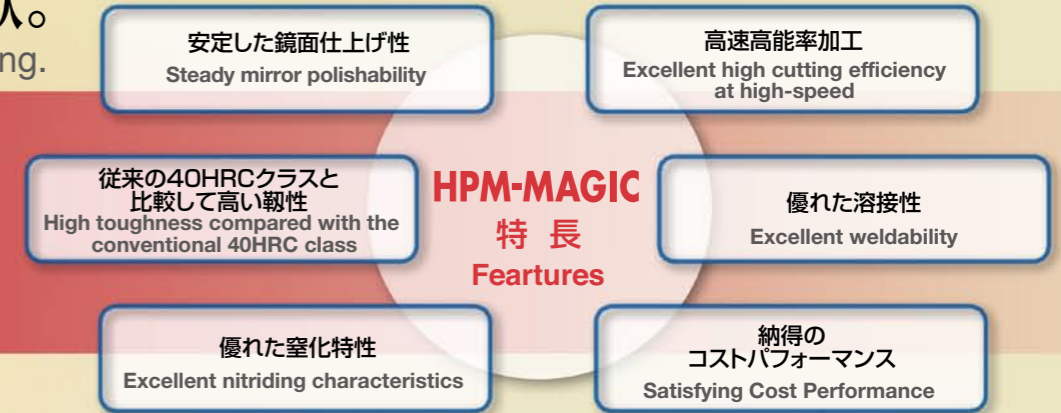 人。
ing.
安定した鏡面仕上げ性
Steady mirror polishability
高速高能率加工
Excellent high cutting efficiency
at high-speed
従来の40HRCクラスと
比較して高い靱性
High toughness compared with the
conventional 40HRC class
HPM-MAGIC
特 長
Feartures
優れた溶接性
Excellent weldability
優れた窒化特性
Excellent nitriding characteristics
納得の
コストパフォーマンス
Satisfying Cost Performance